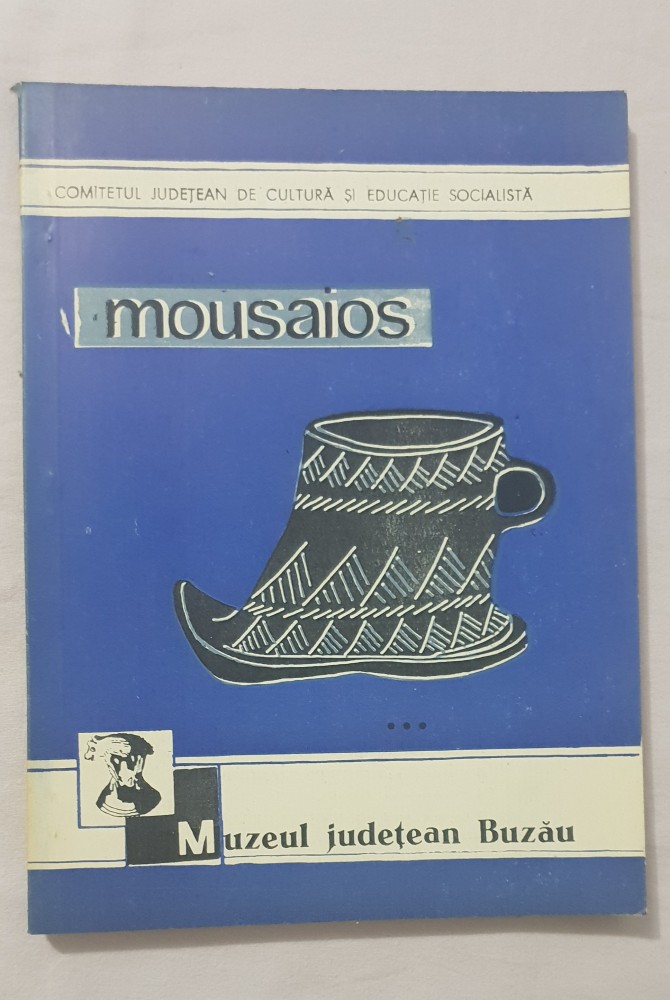 COMITETUL JUDEȚEAN DE CULTURĂ ȘI EDUCAȚIE SOCIALISTĂ
mousaios
•••
Muzeul județean Buzău